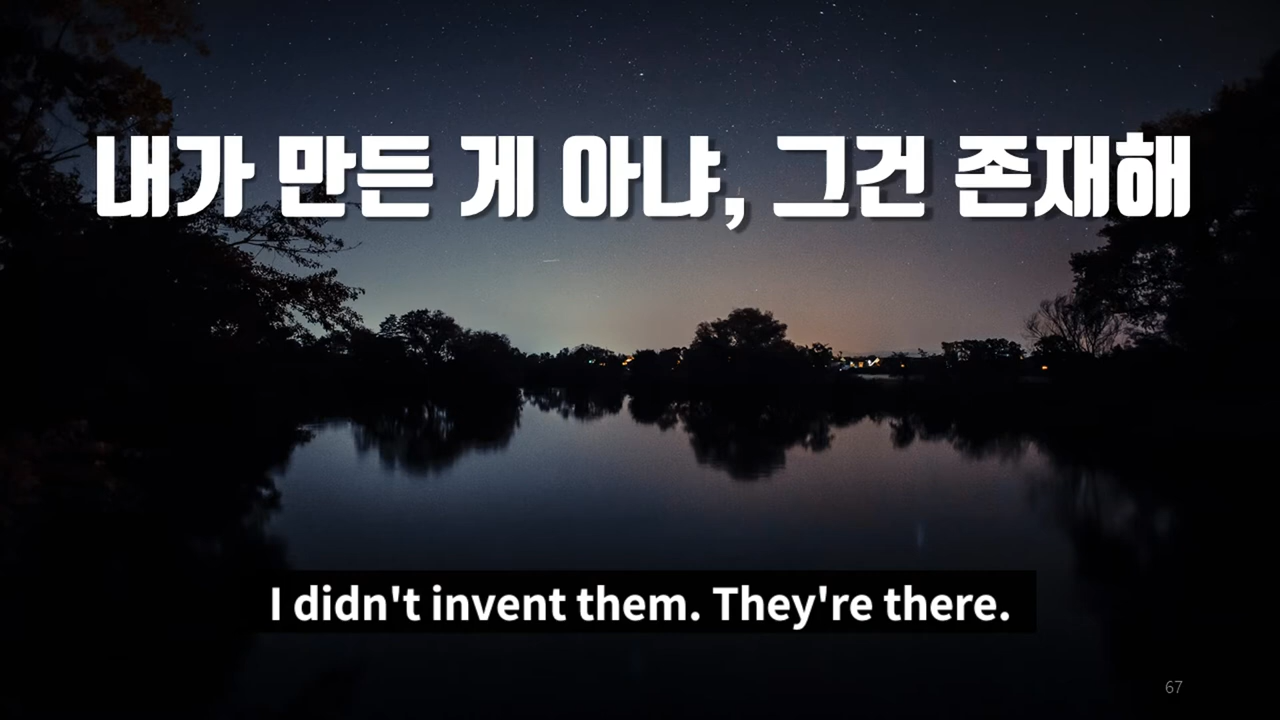 내가 만든 게 아냐, 그건 존재해
I didn't invent them. They're there.
67